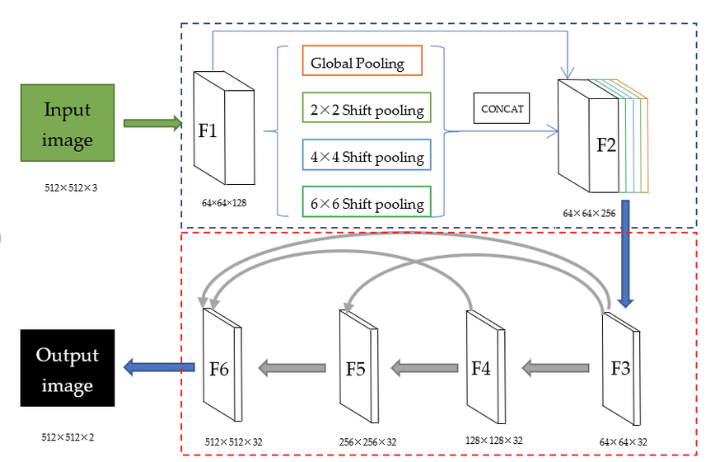 Input
image
512×512×3
F1
64×64×128
Global Pooling
2×2 Shift pooling
4×4 Shift pooling
6×6 Shift pooling
CONCAT
F2
64×64×256
Output
image
512×512×2
F6
512×512×32
F5
256×256×32
F4
128×128×32
F3
64×64×32